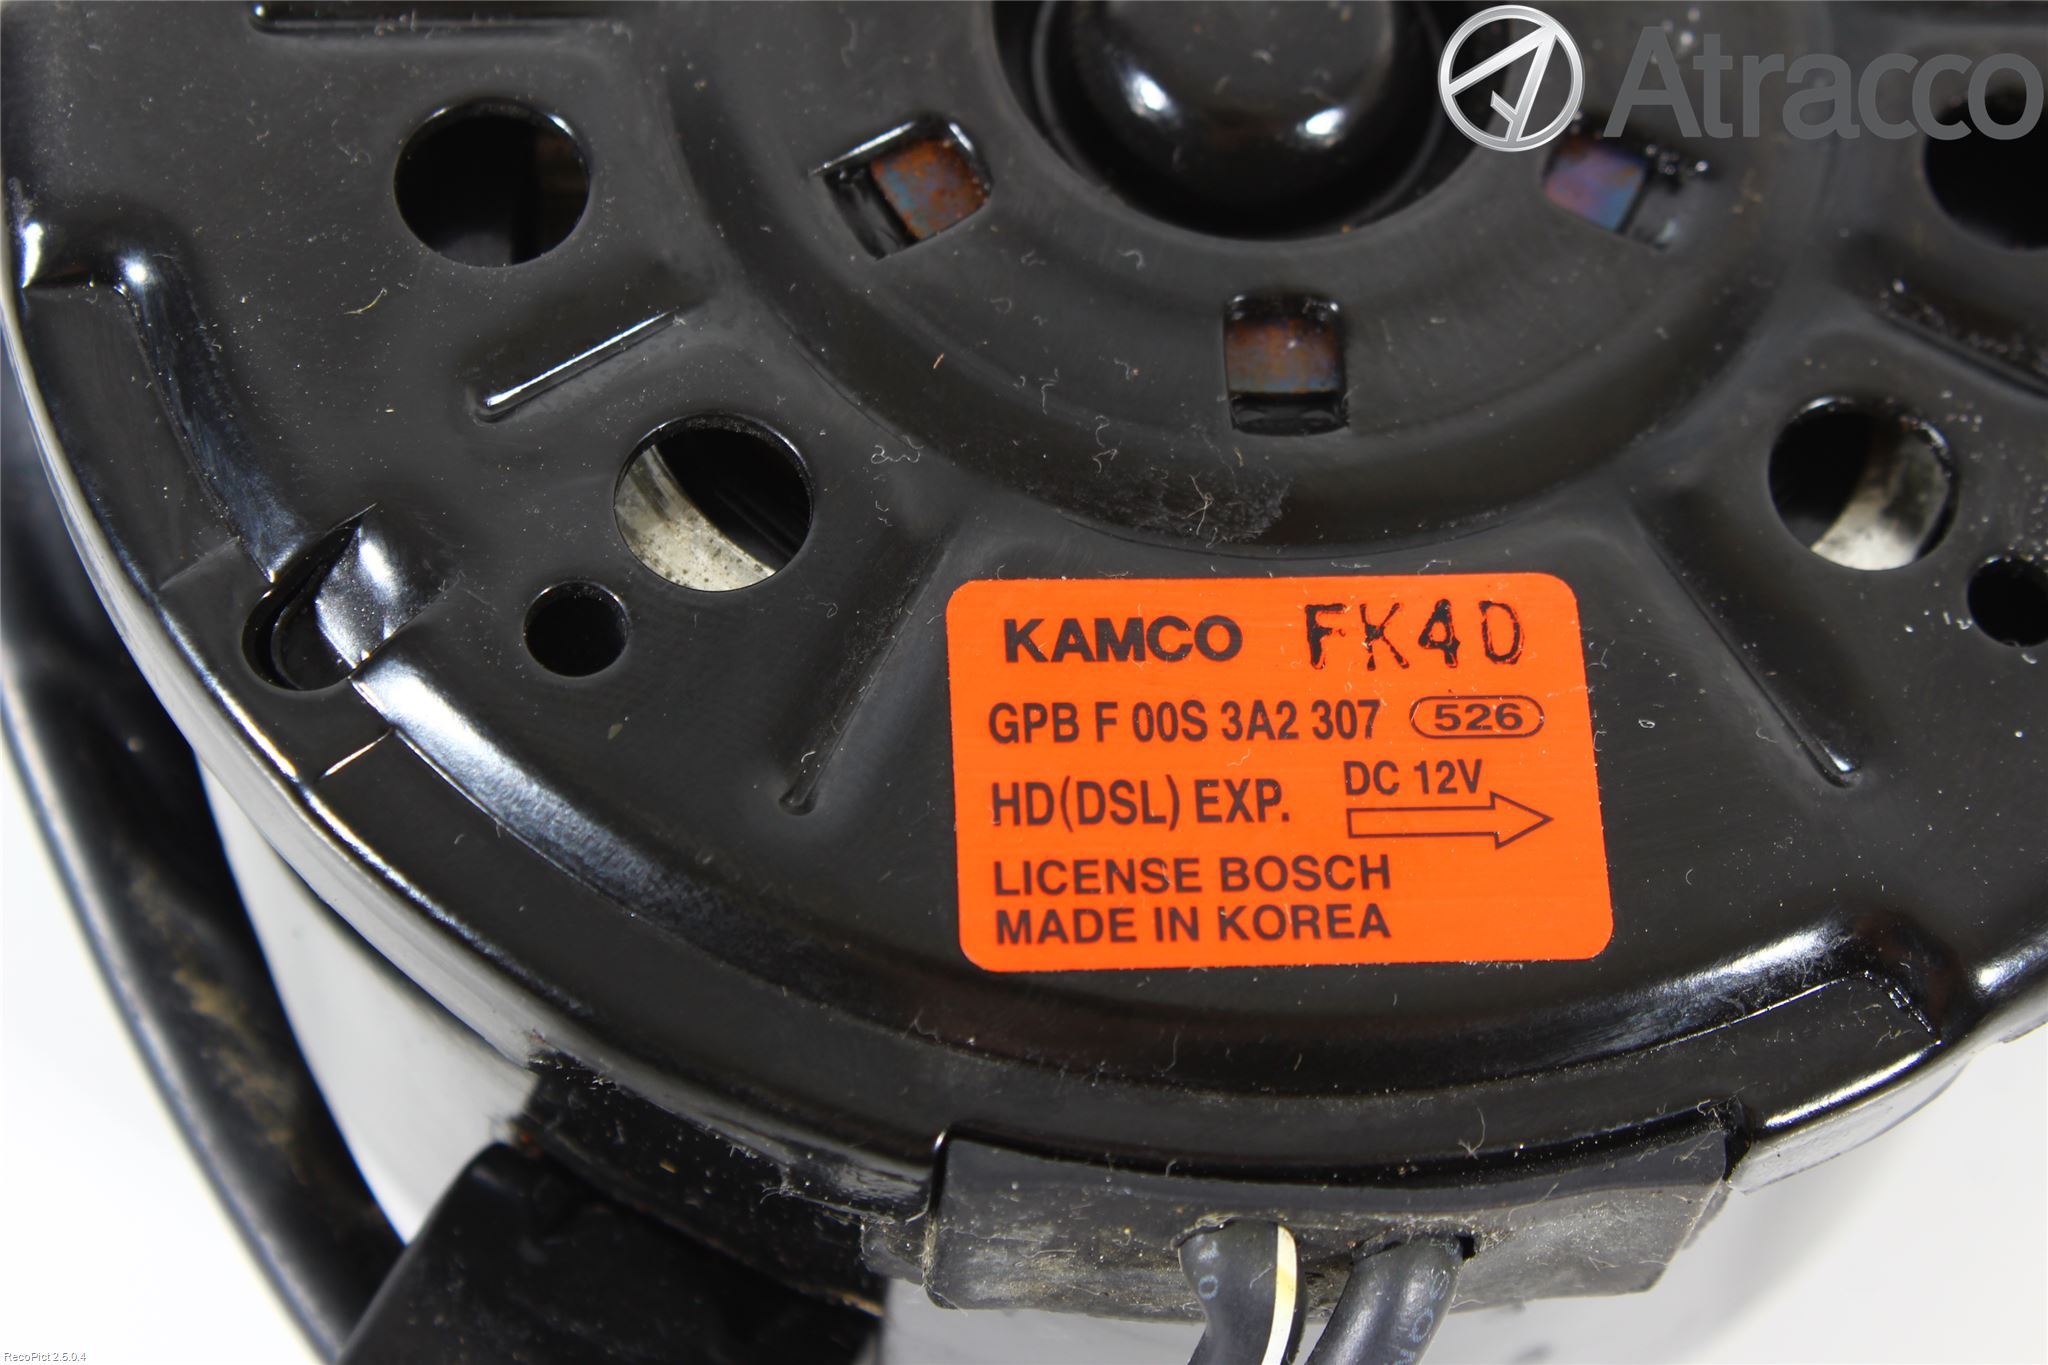 Atracco
KAMCO FK4D
GPB F 00S 3A2 307 526
HD(DSL) EXP. DC 12V
LICENSE BOSCH
MADE IN KOREA
RecoPict 2.5.0.4